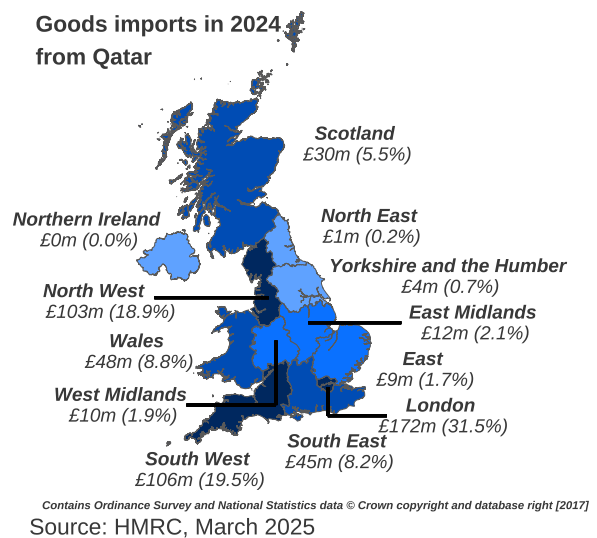 Goods imports in 2024
from Qatar
Scotland
£30m (5.5%)
Northern Ireland
£0m (0.0%)
North East
£1m (0.2%)
Yorkshire and the Humber
£4m (0.7%)
North West
£103m (18.9%)
East Midlands
£12m (2.1%)
Wales
£48m (8.8%)
East
£9m (1.7%)
West Midlands
£10m (1.9%)
London
£172m (31.5%)
South East
£45m (8.2%)
South West
£106m (19.5%)
Contains Ordinance Survey and National Statistics data © Crown copyright and database right [2017]
Source: HMRC, March 2025